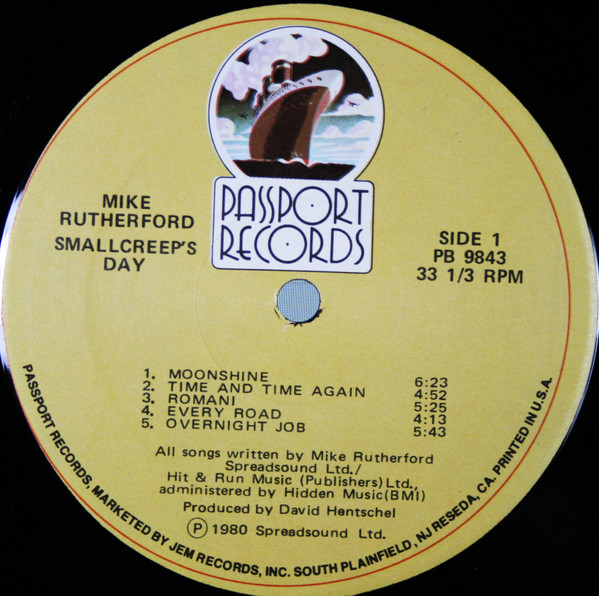 PASSPORT
RECORDS
MIKE
RUTHERFORD
SMALLCREEP'S
DAY
SIDE 1
PB 9843
33 1/3 RPM
1. MOONSHINE 6:23
2. TIME AND TIME AGAIN 4:52
3. ROMANI 5:25
4. EVERY ROAD 4:13
5. OVERNIGHT JOB 5:43
All songs written by Mike Rutherford
Spreadsound Ltd./
Hit & Run Music (Publishers) Ltd.,
administered by Hidden Music (BMI)
Produced by David Hentschel
Ⓟ 1980 Spreadsound Ltd.
PASSPORT RECORDS, MARKETED BY JEM RECORDS, INC. SOUTH PLAINFIELD, NJ RESEDA, CA. PRINTED IN U.S.A.